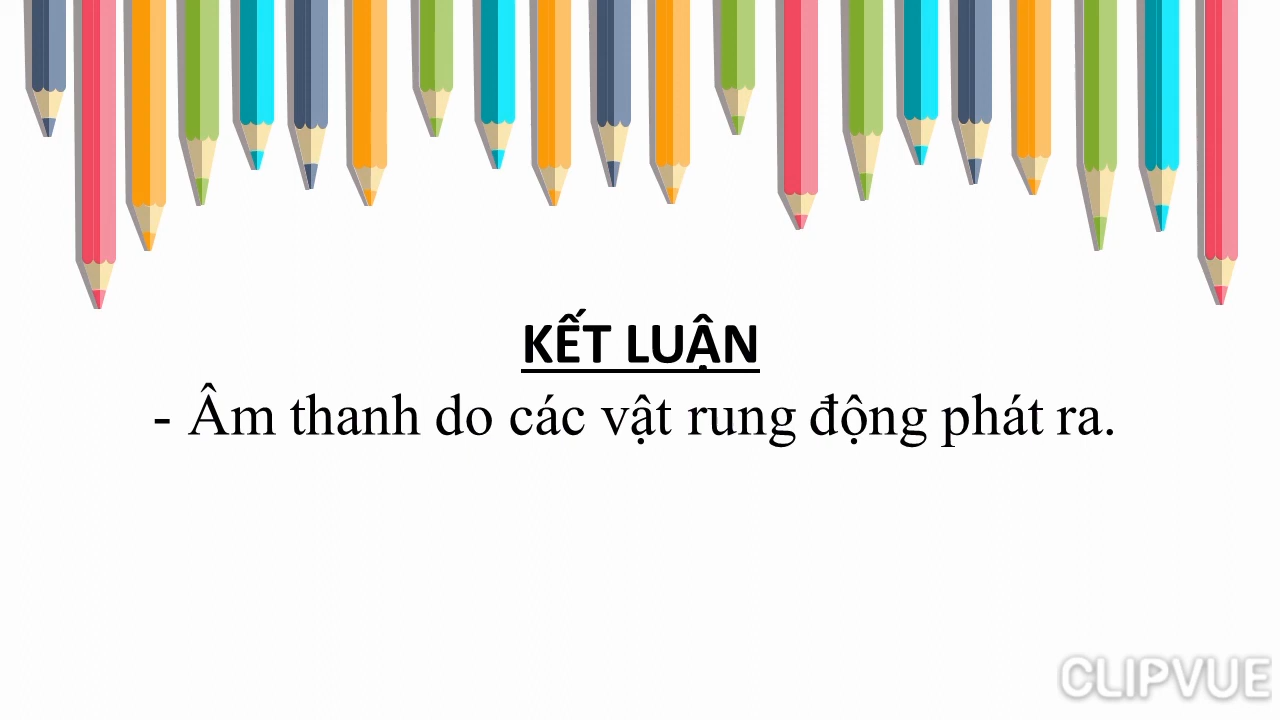 KẾT LUẬN
- Âm thanh do các vật rung động phát ra.
CLIPVUE